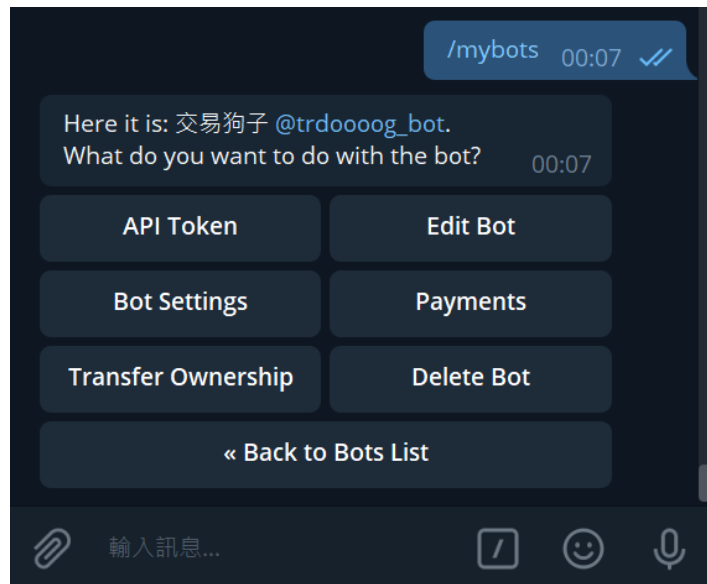 /mybots 00:07
Here it is: 交易狗子 @trdoooog_bot.
What do you want to do with the bot? 00:07
API Token
Edit Bot
Bot Settings
Payments
Transfer Ownership
Delete Bot
« Back to Bots List
輸入訊息...